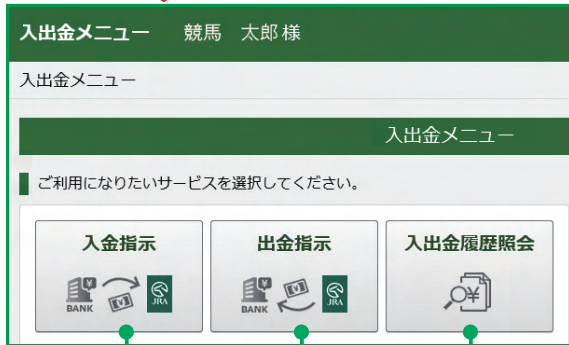 入出金メニュー 競馬 太郎様
入出金メニュー
入出金メニュー
ご利用になりたいサービスを選択してください。
入金指示 出金指示 入出金履歴照会
¥ ¥ JRA ¥ ¥ JRA ¥
BANK BANK